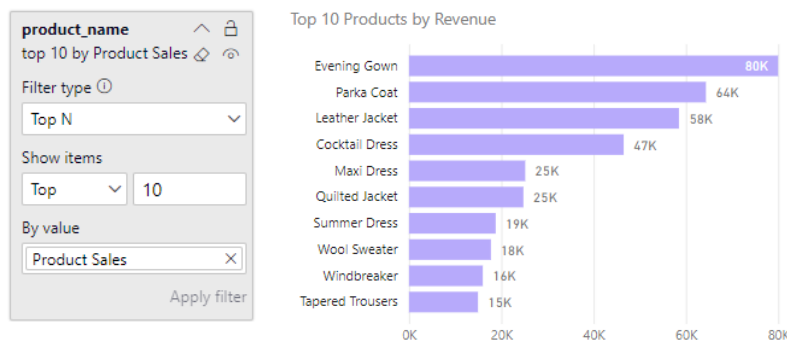 product_name
top 10 by Product Sales
Filter type
Top N
Show items
Top 10
By value
Product Sales
Apply filter
Top 10 Products by Revenue
Evening Gown 80K
Parka Coat 64K
Leather Jacket 58K
Cocktail Dress 47K
Maxi Dress 25K
Quilted Jacket 25K
Summer Dress 19K
Wool Sweater 18K
Windbreaker 16K
Tapered Trousers 15K
0K 20K 40K 60K 80K